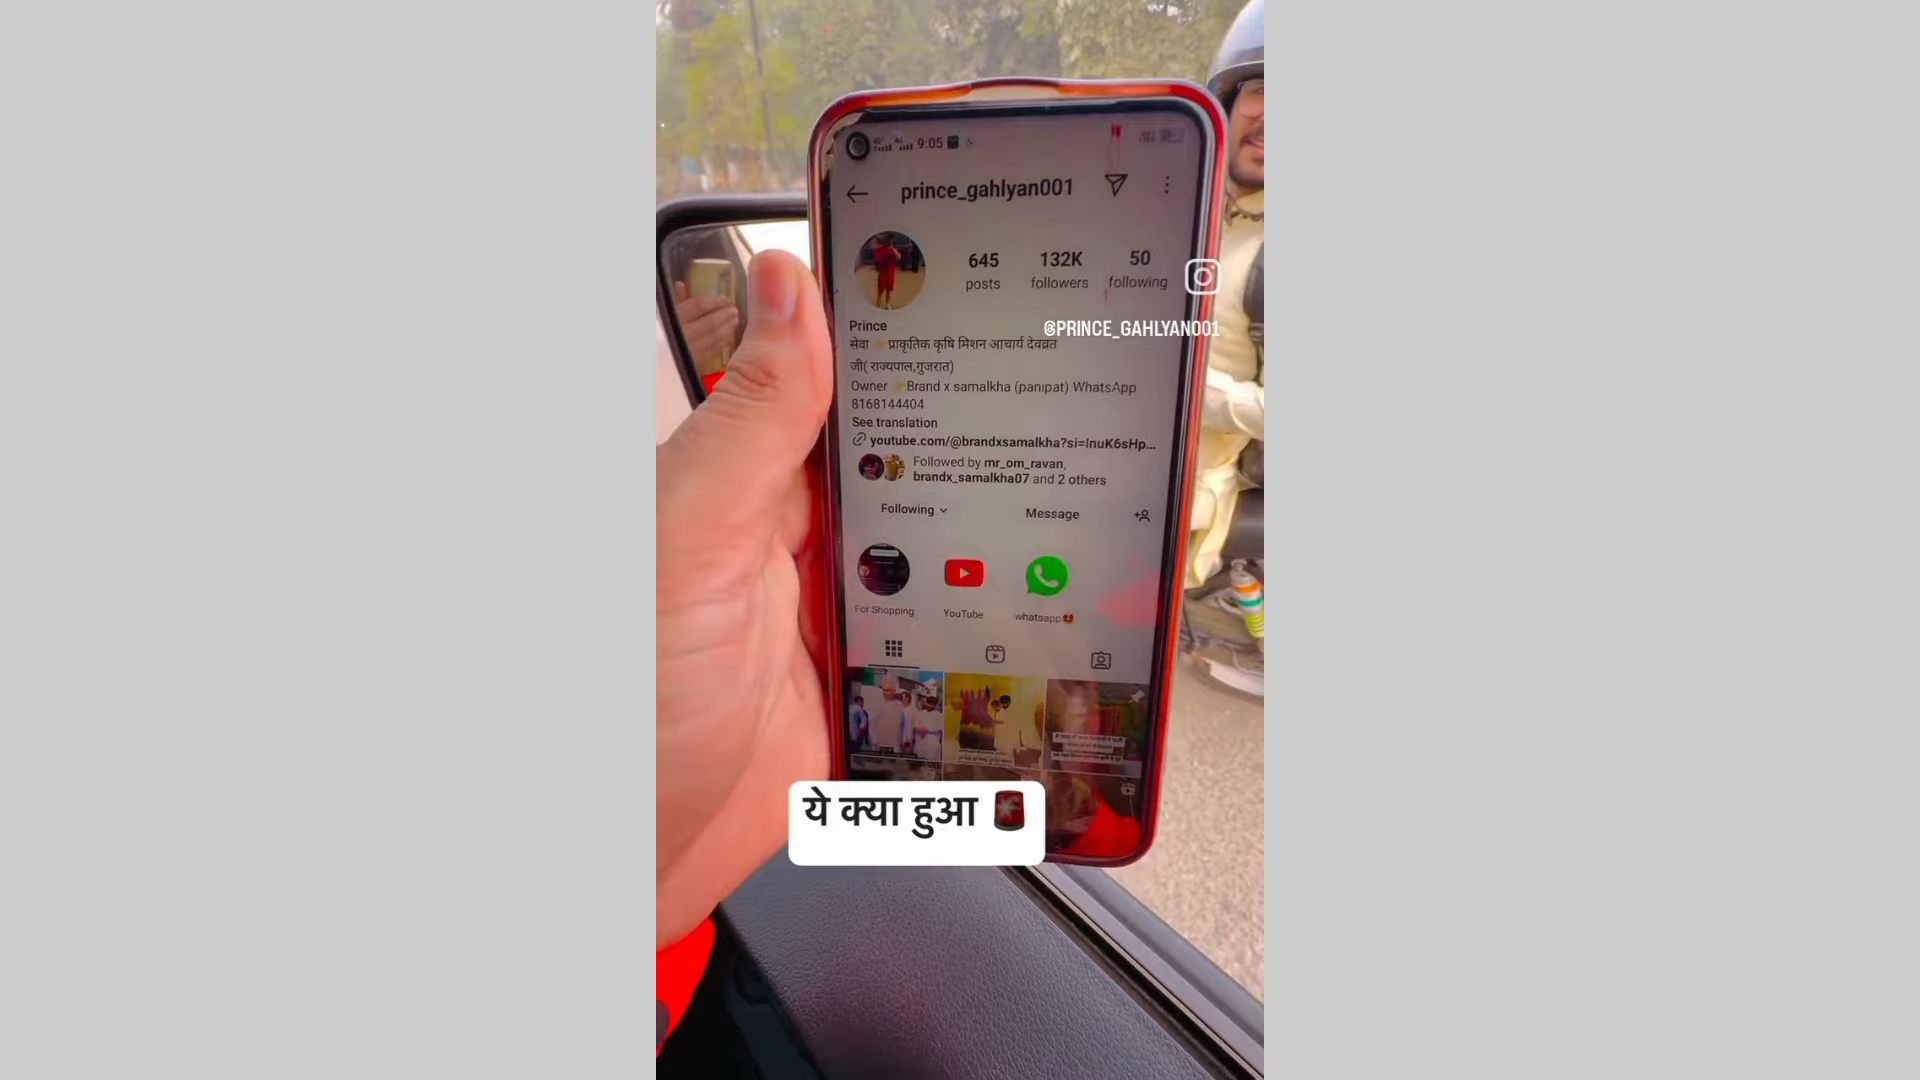 9:05
prince_gahlyan001
645
132K
50
posts
followers
following
@PRINCE_GAHLYAN001
Prince
सेवा 👉प्राकृतिक कृषि मिशन आचार्य देवव्रत
जी( राज्यपाल,गुजरात)
Owner 👉Brand x samalkha (panipat) WhatsApp
8168144404
See translation
youtube.com/@brandxsamalkha?si=InuK6sHp...
Followed by mr_om_ravan,
brandx_samalkha07 and 2 others
Following
Message
For Shopping
YouTube
whatsapp🤩
ये क्या हुआ 🚨